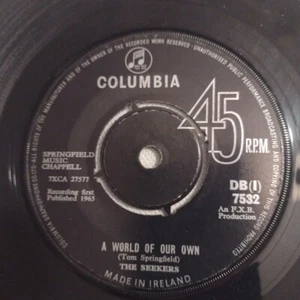 COLUMBIA
45
R.P.M.
SPRINGFIELD
MUSIC
CHAPPELL
7XCA 27577
Recording first
Published 1965
DB(I)
7532
An F.X.R.
Production
A WORLD OF OUR OWN
(Tom Springfield)
THE SEEKERS
MADE IN IRELAND